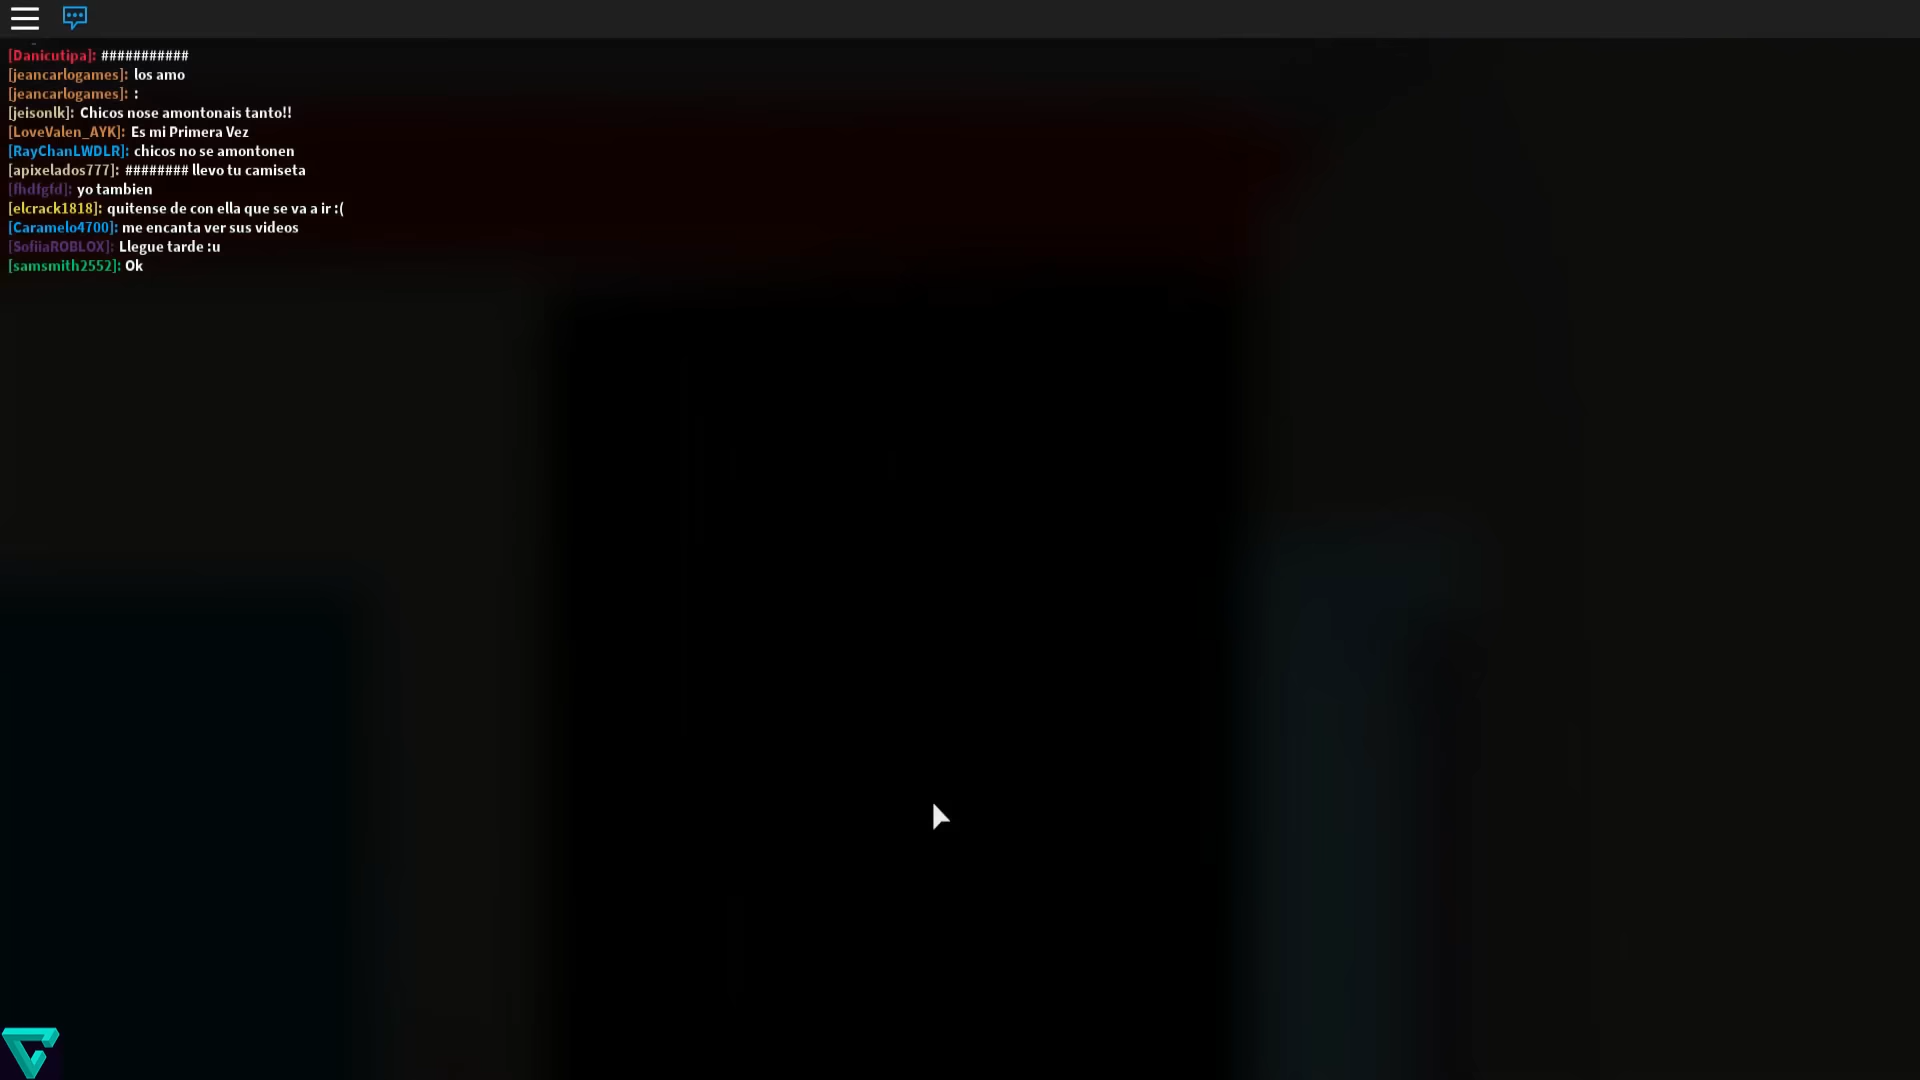 [Danicutipa]: ###########
[jeancarlogames]: los amo
[jeancarlogames]: :
[jeisonlk]: Chicos nose amontonais tanto!!
[LoveValen_AYK]: Es mi Primera Vez
[RayChanLWDLR]: chicos no se amontonen
[apixelados777]: ######## llevo tu camiseta
[fhdfgfd]: yo tambien
[elcrack1818]: quitense de con ella que se va a ir :(
[Caramelo4700]: me encanta ver sus videos
[SofiiaROBLOX]: Llegue tarde :u
[samsmith2552]: Ok